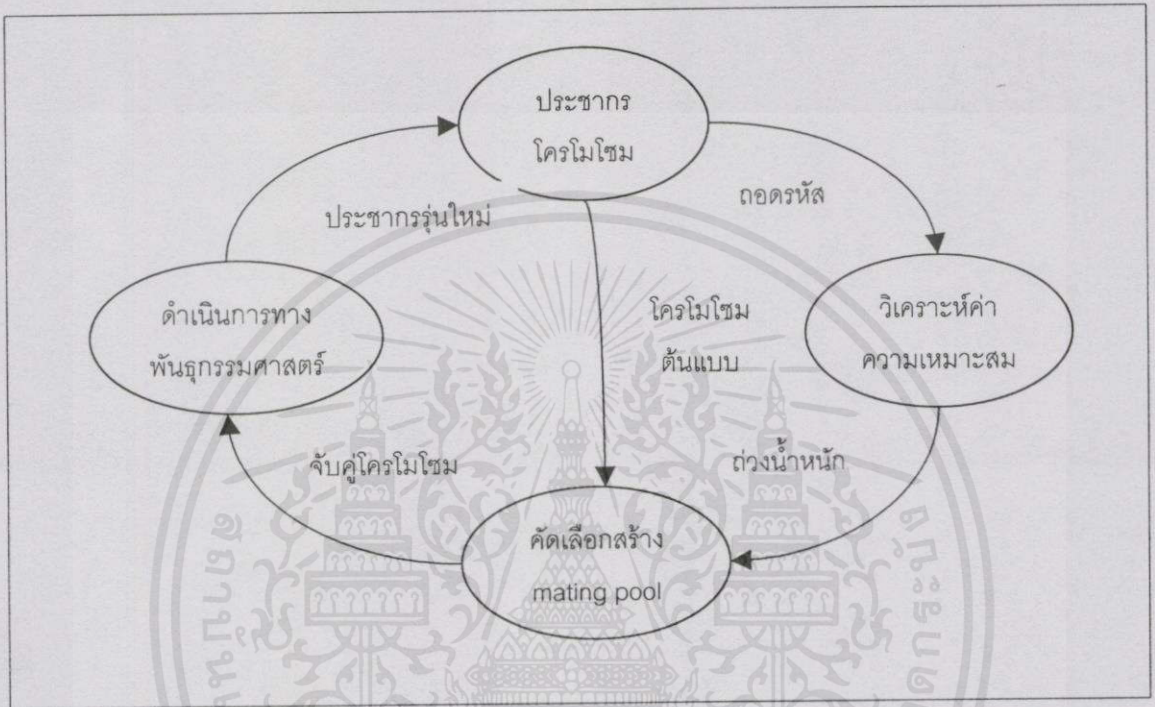 ประชากร
โครโมโซม
ถอดรหัส
ประชากรรุ่นใหม่
วิเคราะห์ค่า
ความเหมาะสม
โครโมโซม
ต้นแบบ
ดำเนินการทาง
พันธุกรรมศาสตร์
ถ่วงน้ำหนัก
จับคู่โครโมโซม
คัดเลือกสร้าง
mating pool